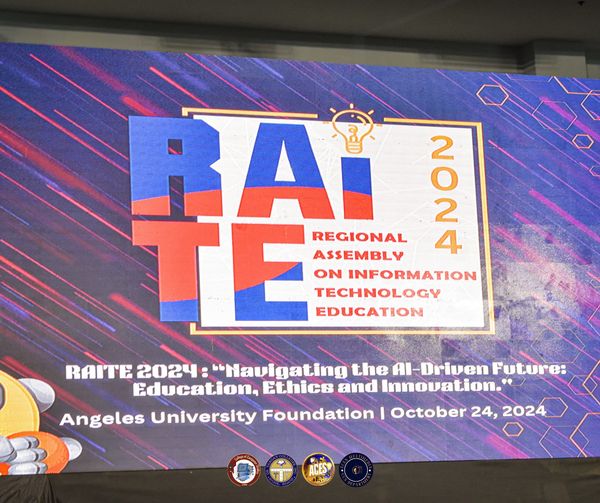 RAi
TE
2024
REGIONAL
ASSEMBLY
ON INFORMATION
TECHNOLOGY
EDUCATION
RAITE 2024 : “Navigating the AI-Driven Future:
Education, Ethics and Innovation.”
Angeles University Foundation | October 24, 2024
ACES